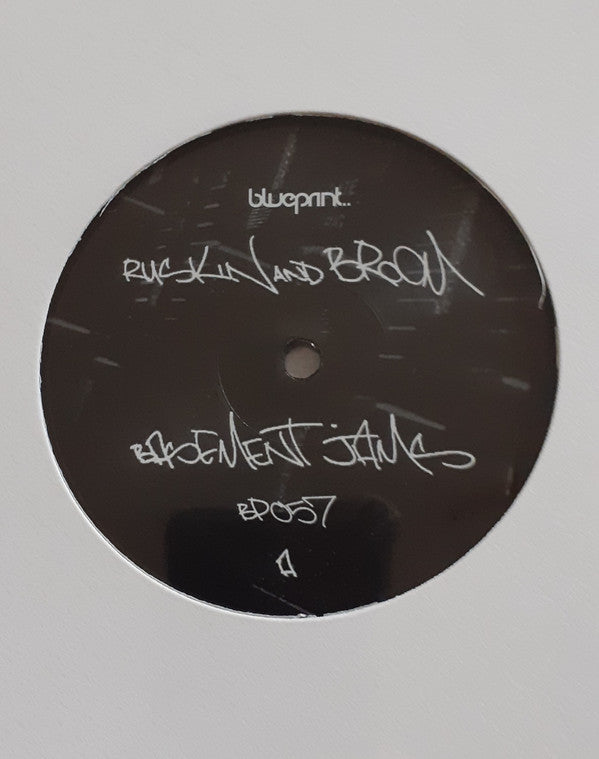 blueprint..
RUSKIN AND BROOM
BASEMENT JAMS
BP057
A